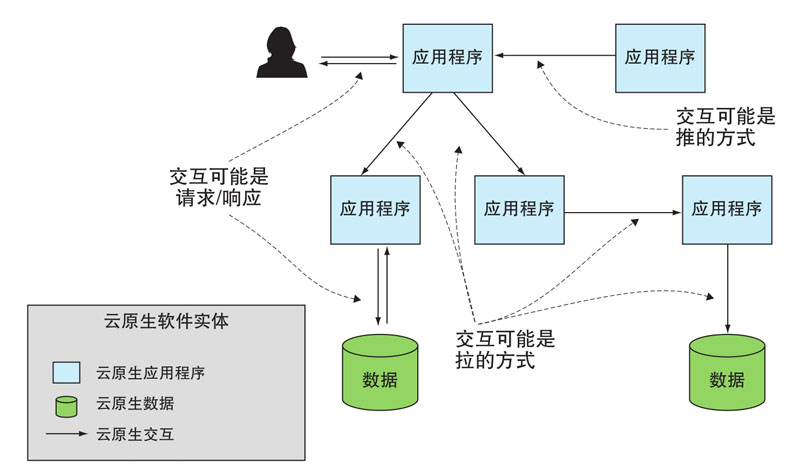 应用程序
应用程序
交互可能是
推的方式
交互可能是
请求/响应
应用程序
应用程序
应用程序
云原生软件实体
云原生应用程序
云原生数据
云原生交互
数据
交互可能是
拉的方式
数据